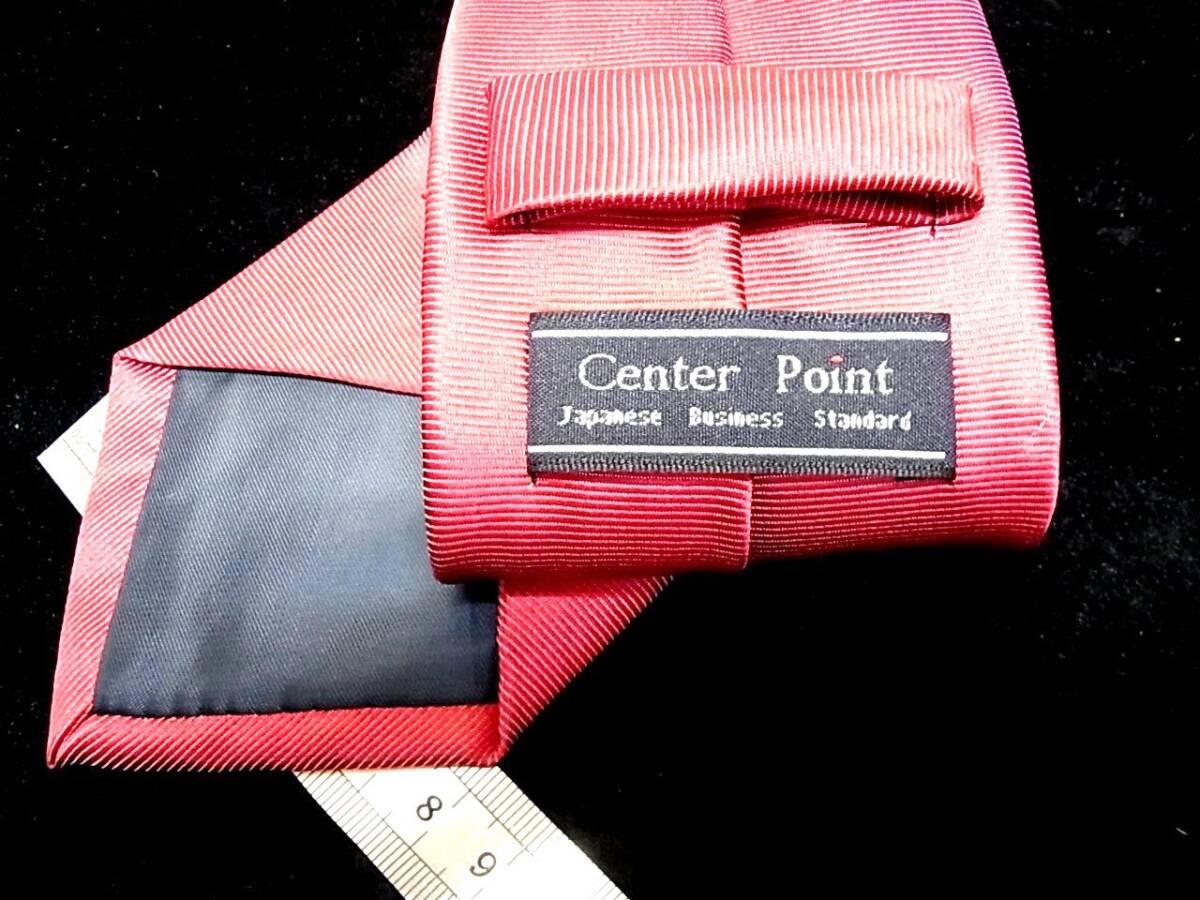 Center Point
Japanese Business Standard
8
9